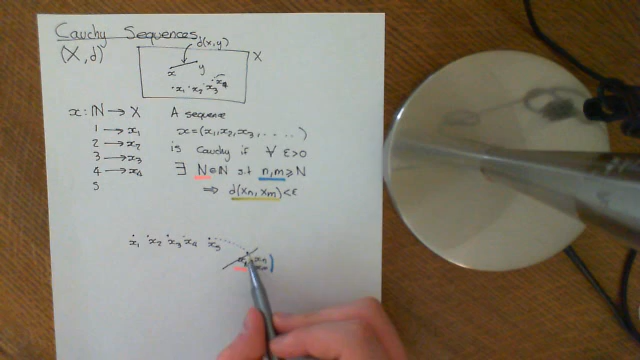 Cauchy Sequences
(X,d)
d(x,y)
X
x y
x₁ x₂ x₃ x₄
x: ℕ → X A sequence
1 → x₁ x=(x₁,x₂,x₃,.....)
2 → x₂ is Cauchy if ∀ ε>0
3 → x₃ ∃ N∈ℕ s.t n,m≥N
4 → x₄ ⇒ d(xₙ,xₘ)<ε
5
x₁ x₂ x₃ x₄ x₅
xₙ